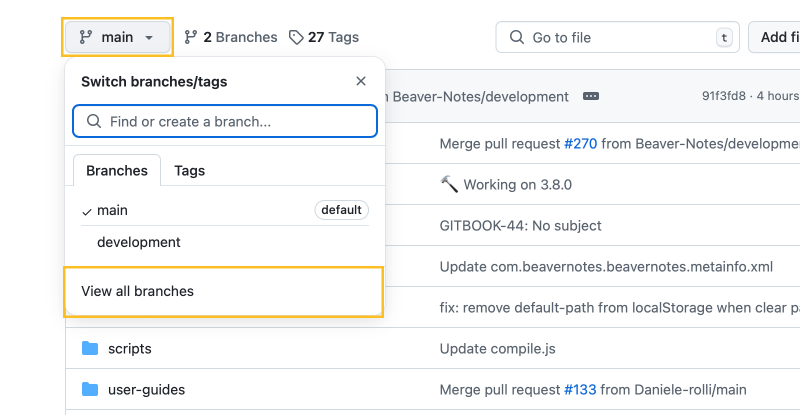 main
2 Branches
27 Tags
Go to file
t
Add fi
Switch branches/tags
Beaver-Notes/development
91f3fd8 · 4 hours
Find or create a branch...
Merge pull request #270 from Beaver-Notes/developme
Branches
Tags
Working on 3.8.0
main
default
GITBOOK-44: No subject
development
Update com.beavernotes.beavernotes.metainfo.xml
View all branches
fix: remove default-path from localStorage when clear pa
scripts
Update compile.js
user-guides
Merge pull request #133 from Daniele-rolli/main